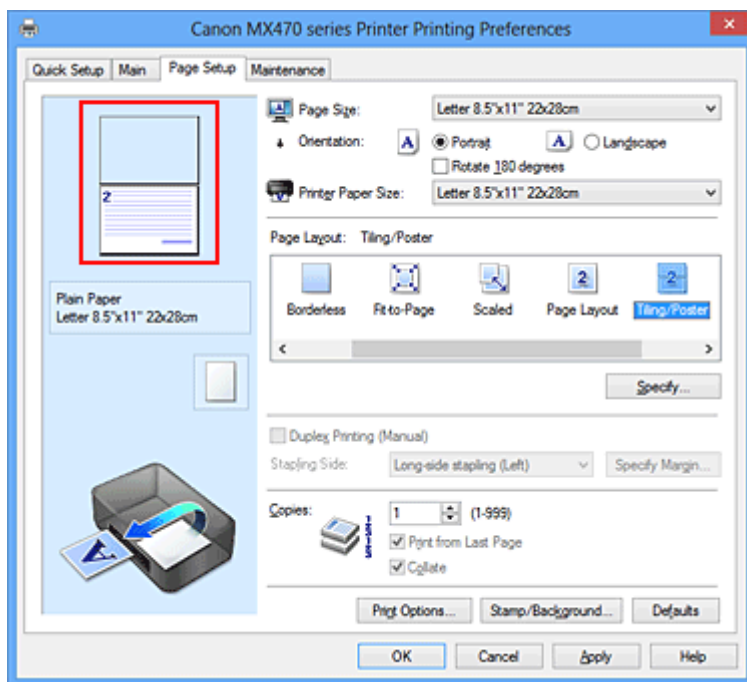 Canon MX470 series Printer Printing Preferences
Quick Setup Main Page Setup Maintenance
Page Size: Letter 8.5"x11" 22x28cm
Orientation: A Portrait A Landscape
Rotate 180 degrees
Printer Paper Size: Letter 8.5"x11" 22x28cm
2
Page Layout: Tiling/Poster
2 2
Borderless Fit-to-Page Scaled Page Layout Tiling/Poster
Plain Paper
Letter 8.5"x11" 22x28cm
Specify...
Duplex Printing (Manual)
Stapling Side: Long-side stapling (Left) Specify Margin...
Copies: 1 (1-999)
Print from Last Page
Collate
A
Print Options... Stamp/Background... Defaults
OK Cancel Apply Help